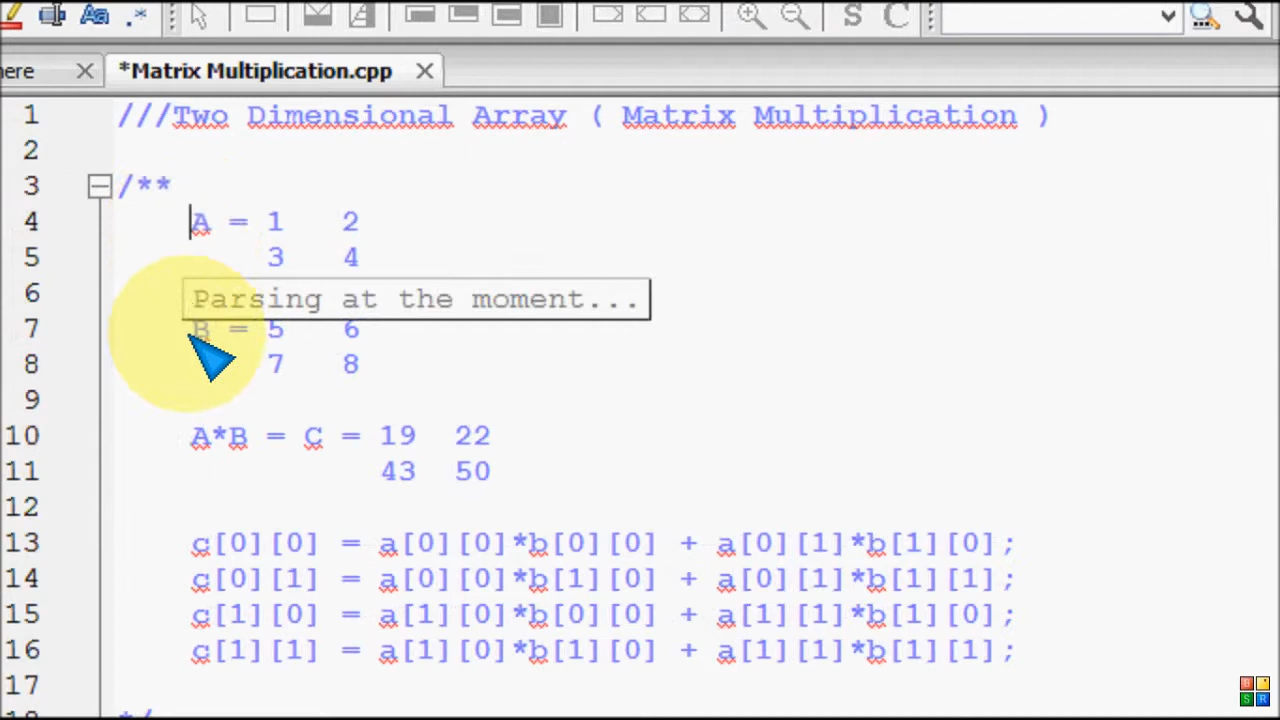 ere
*Matrix Multiplication.cpp
1 ///Two Dimensional Array ( Matrix Multiplication )
2
3 /**
4 A = 1 2
5 3 4
6 Parsing at the moment...
7 B = 5 6
8 7 8
9
10 A*B = C = 19 22
11 43 50
12
13 c[0][0] = a[0][0]*b[0][0] + a[0][1]*b[1][0];
14 c[0][1] = a[0][0]*b[1][0] + a[0][1]*b[1][1];
15 c[1][0] = a[1][0]*b[0][0] + a[1][1]*b[1][0];
16 c[1][1] = a[1][0]*b[1][0] + a[1][1]*b[1][1];
17
18 */